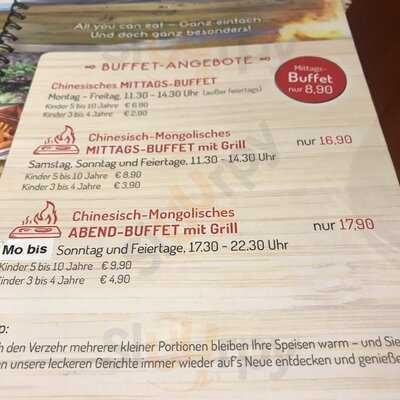 All you can eat – Ganz einfach
Und doch ganz besonders!
BUFFET-ANGEBOTE
Chinesisches MITTAGS-BUFFET
Montag - Freitag, 11.30 - 14.30 Uhr (außer feiertags)
Kinder 5 bis 10 Jahre € 6,90
Kinder 3 bis 4 Jahre € 2,90
Mittags-
Buffet
nur 8,90
Chinesisch-Mongolisches
MITTAGS-BUFFET mit Grill nur 16,90
Samstag, Sonntag und Feiertage, 11.30 - 14.30 Uhr
Kinder 5 bis 10 Jahre € 8,90
Kinder 3 bis 4 Jahre € 3,90
Chinesisch-Mongolisches
ABEND-BUFFET mit Grill nur 17,90
Mo bis Sonntag und Feiertage, 17.30 - 22.30 Uhr
Kinder 5 bis 10 Jahre € 9,90
Kinder 3 bis 4 Jahre € 4,90
p:
h den Verzehr mehrerer kleiner Portionen bleiben Ihre Speisen warm – und Sie
en unsere leckeren Gerichte immer wieder auf's Neue entdecken und genieße